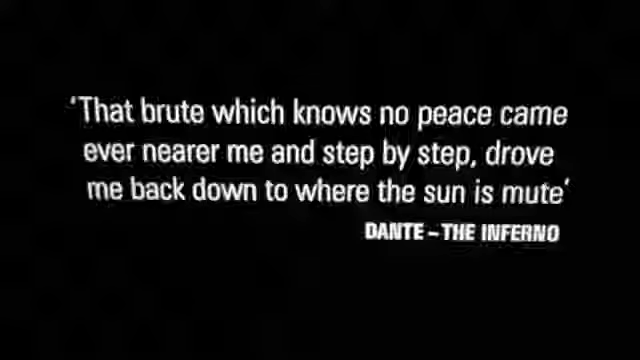 'That brute which knows no peace came
ever nearer me and step by step, drove
me back down to where the sun is mute'
DANTE – THE INFERNO